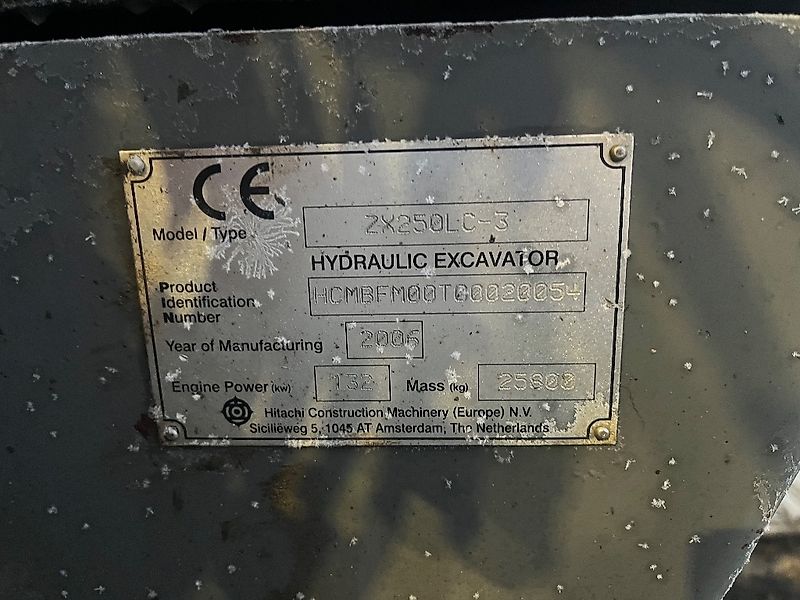 CE
Model / Type ZX250LC-3
HYDRAULIC EXCAVATOR
Product
Identification HCMBFM00T00020054
Number
Year of Manufacturing 2006
Engine Power (kw) 132 Mass (kg) 25800
Hitachi Construction Machinery (Europe) N.V.
Siciliëweg 5, 1045 AT Amsterdam, The Netherlands